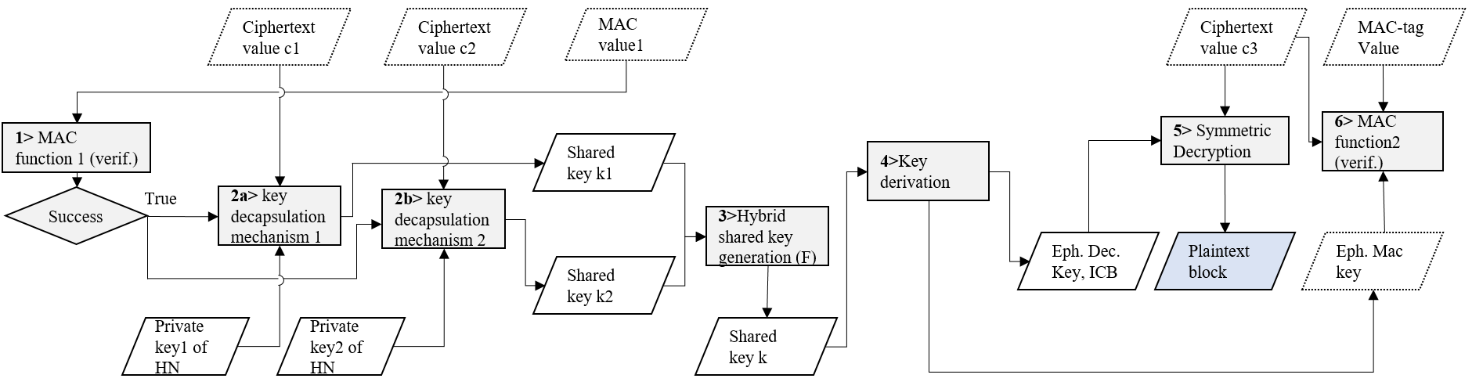 Ciphertext
value c1
Ciphertext
value c2
MAC
value1
Ciphertext
value c3
MAC-tag
Value
1> MAC
function 1 (verif.)
Success
True
2a> key
decapsulation
mechanism 1
2b> key
decapsulation
mechanism 2
Shared
key k1
Shared
key k2
3>Hybrid
shared key
generation (F)
4>Key
derivation
5> Symmetric
Decryption
6> MAC
function2
(verif.)
Eph. Dec.
Key, ICB
Plaintext
block
Eph. Mac
key
Private
key1 of
HN
Private
key2 of
HN
Shared
key k